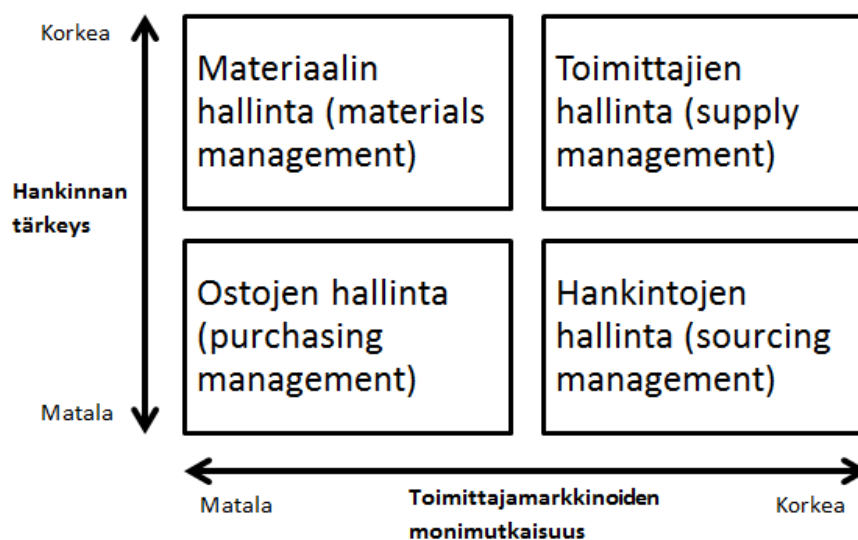 Korkea
Materiaalin
hallinta (materials
management)
Toimittajien
hallinta (supply
management)
Hankinnan
tärkeys
Ostojen hallinta
(purchasing
management)
Hankintojen
hallinta (sourcing
management)
Matala
Matala
Toimittajamarkkinoiden
monimutkaisuus
Korkea